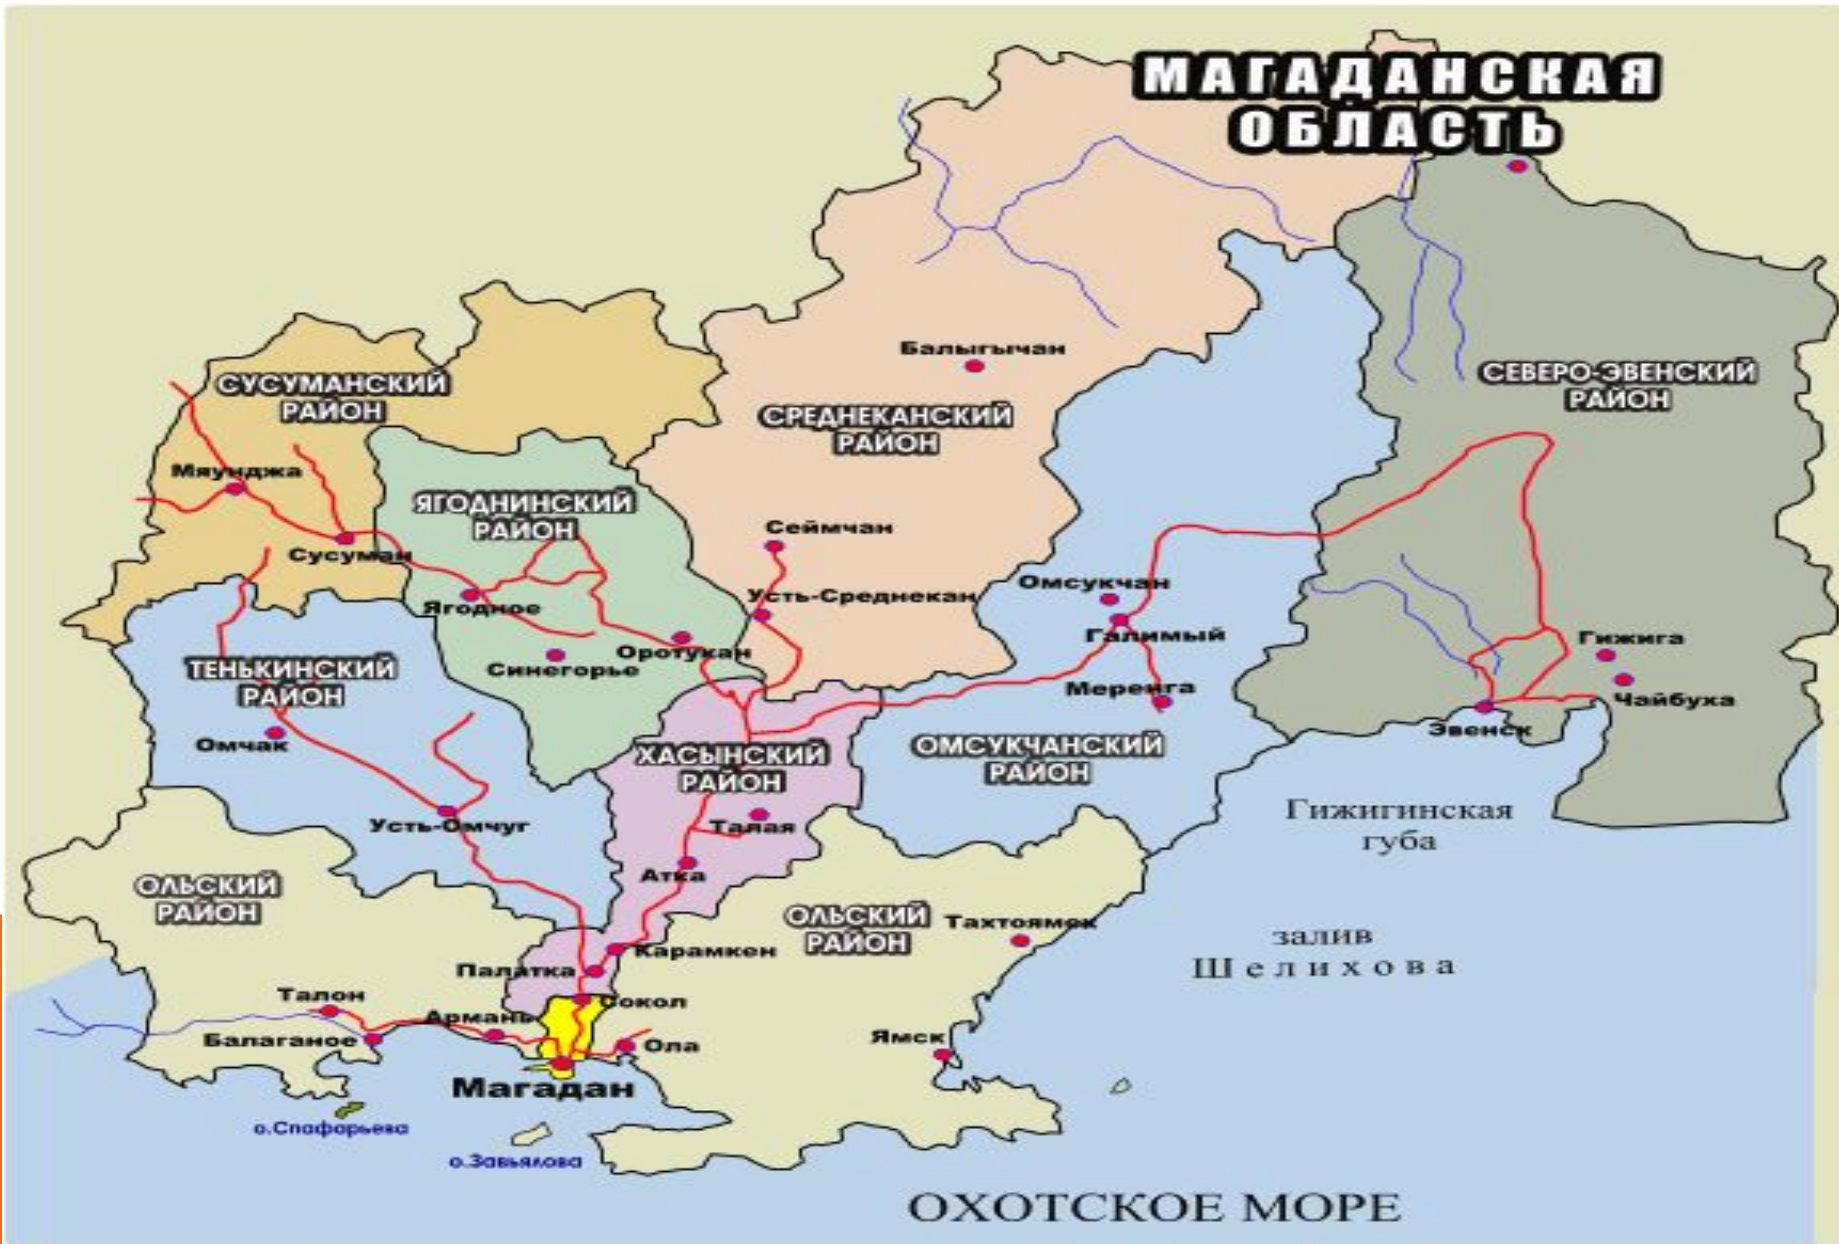 МАГАДАНСКАЯ
ОБЛАСТЬ
Балыгычан
СУСУМАНСКИЙ
РАЙОН
СЕВЕРО-ЭВЕНСКИЙ
РАЙОН
СРЕДНЕКАНСКИЙ
РАЙОН
Мяунджа
ЯГОДНИНСКИЙ
РАЙОН
Сеймчан
Сусуман
Омсукчан
Усть-Среднекан
Ягодное
Галимый
Гижига
Оротукан
Синегорье
ТЕНЬКИНСКИЙ
РАЙОН
Меренга
Чайбуха
Эвенск
Омчак
ХАСЫНСКИЙ
РАЙОН
ОМСУКЧАНСКИЙ
РАЙОН
Гижигинская
губа
Усть-Омчуг
Талая
Атка
ОЛЬСКИЙ
РАЙОН
ОЛЬСКИЙ
РАЙОН
Тахтоямск
залив
Шелихова
Карамкен
Палатка
Талон
Сокол
Армань
Балаганое
Ола
Ямск
Магадан
о.Спафарьева
о.Завьялова
ОХОТСКОЕ МОРЕ